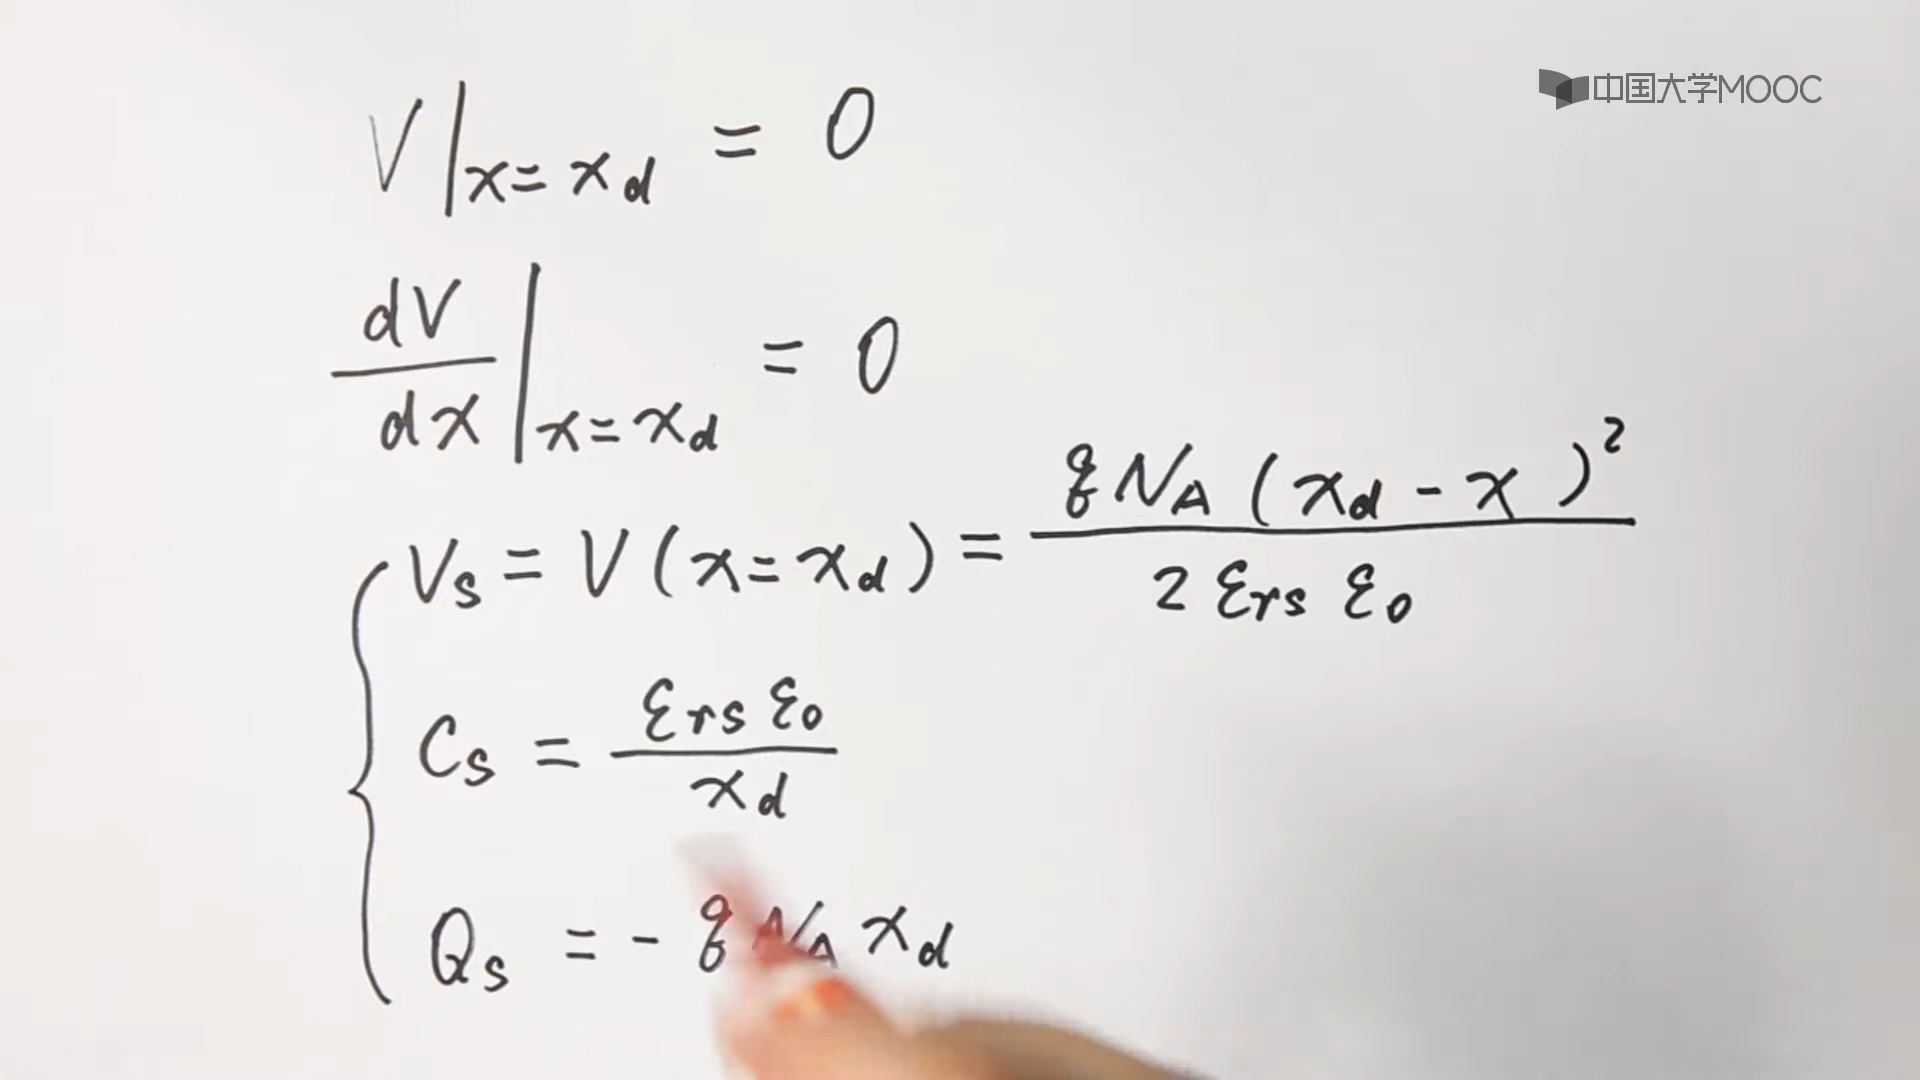 中国大学MOOC
V|x=xd = 0
dV/dx|x=xd = 0
Vs = V(x=xd) = qNA(xd-x)²/2εrsε0
Cs = εrsε0/xd
Qs = -qNAxd